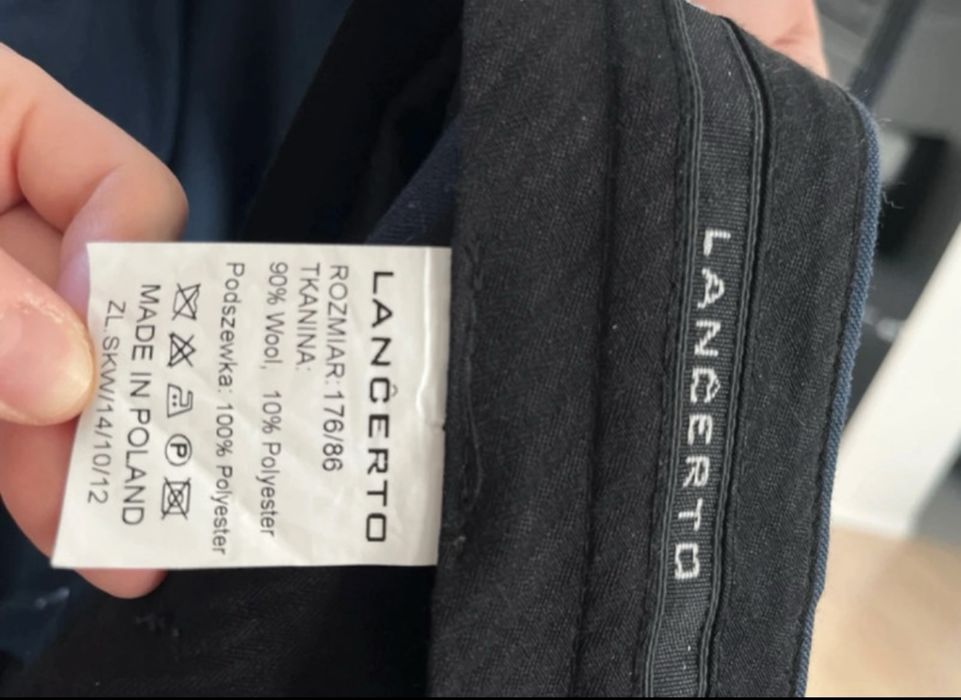 LANĈERTO
ROZMIAR:176/86
TKANINA:
90% Wool, 10% Polyester
Podszewka: 100% Polyester
P
MADE IN POLAND
ZL.SKW/14/10/12
LANĈERTO